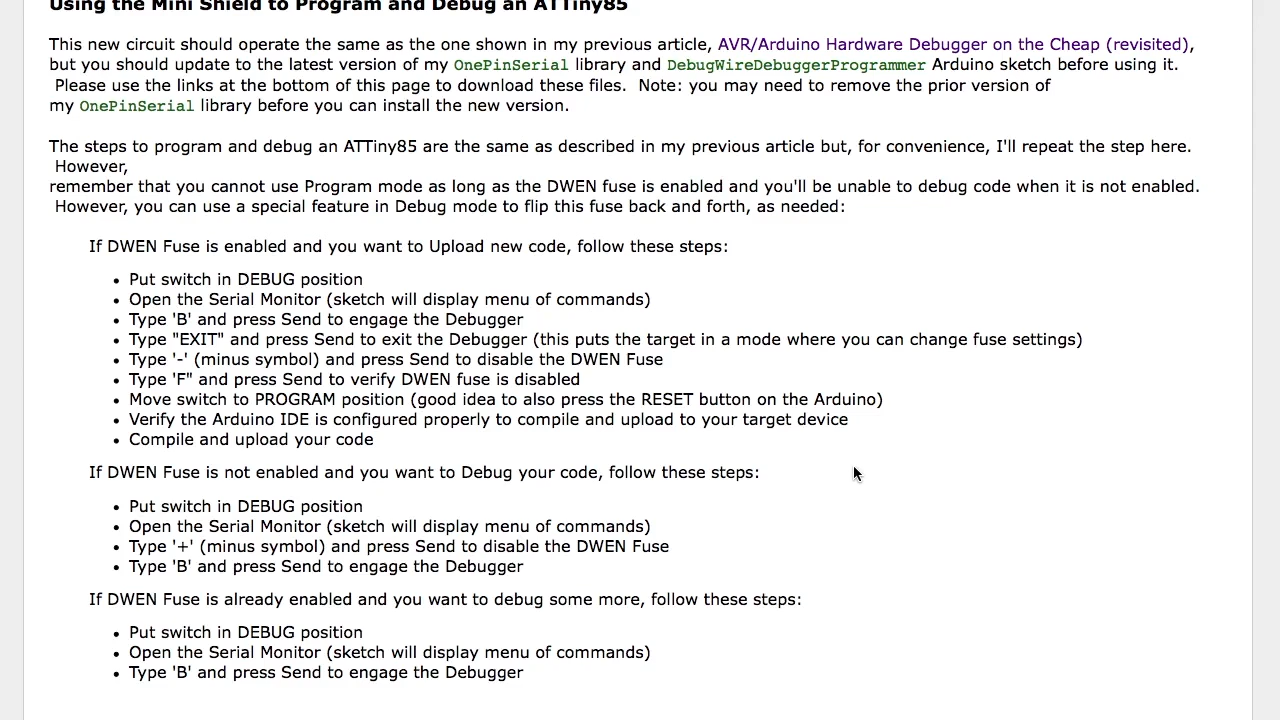 Using the Mini Shield to Program and Debug an ATTiny85
This new circuit should operate the same as the one shown in my previous article, AVR/Arduino Hardware Debugger on the Cheap (revisited),
but you should update to the latest version of my OnePinSerial library and DebugWireDebuggerProgrammer Arduino sketch before using it.
Please use the links at the bottom of this page to download these files. Note: you may need to remove the prior version of
my OnePinSerial library before you can install the new version.
The steps to program and debug an ATTiny85 are the same as described in my previous article but, for convenience, I'll repeat the step here.
However,
remember that you cannot use Program mode as long as the DWEN fuse is enabled and you'll be unable to debug code when it is not enabled.
However, you can use a special feature in Debug mode to flip this fuse back and forth, as needed:
If DWEN Fuse is enabled and you want to Upload new code, follow these steps:
• Put switch in DEBUG position
• Open the Serial Monitor (sketch will display menu of commands)
• Type 'B' and press Send to engage the Debugger
• Type "EXIT" and press Send to exit the Debugger (this puts the target in a mode where you can change fuse settings)
• Type '-' (minus symbol) and press Send to disable the DWEN Fuse
• Type 'F" and press Send to verify DWEN fuse is disabled
• Move switch to PROGRAM position (good idea to also press the RESET button on the Arduino)
• Verify the Arduino IDE is configured properly to compile and upload to your target device
• Compile and upload your code
If DWEN Fuse is not enabled and you want to Debug your code, follow these steps:
• Put switch in DEBUG position
• Open the Serial Monitor (sketch will display menu of commands)
• Type '+' (minus symbol) and press Send to disable the DWEN Fuse
• Type 'B' and press Send to engage the Debugger
If DWEN Fuse is already enabled and you want to debug some more, follow these steps:
• Put switch in DEBUG position
• Open the Serial Monitor (sketch will display menu of commands)
• Type 'B' and press Send to engage the Debugger